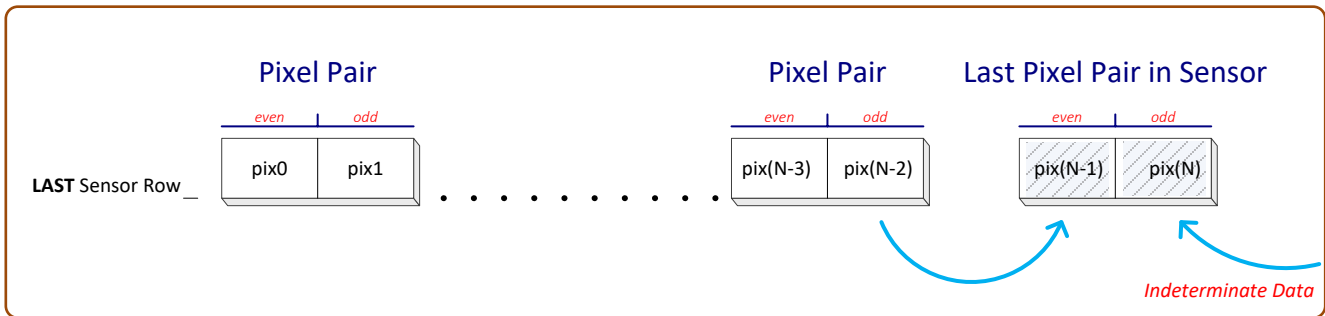 Pixel Pair
Pixel Pair
Last Pixel Pair in Sensor
even odd
even odd
even odd
pix0 pix1
pix(N-3) pix(N-2)
pix(N-1) pix(N)
LAST Sensor Row_
. . . . . . . . . .
Indeterminate Data